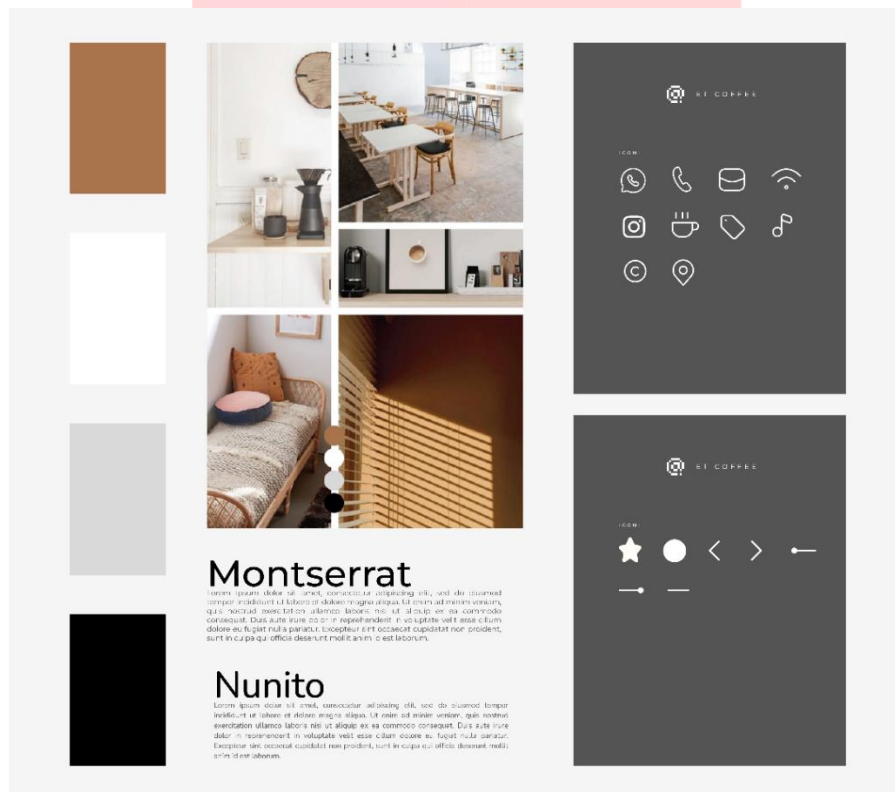 ET COFFEE
ICON:
Montserrat
Lorem ipsum dolor sit amet, consectetur adipiscing elit, sed do eiusmod
tempor incididunt ut labore et dolore magna aliqua. Ut enim ad minim veniam,
quis nostrud exercitation ullamco laboris nisi ut aliquip ex ea commodo
consequat. Duis aute irure dolor in reprehenderit in voluptate velit esse cillum
dolore eu fugiat nulla pariatur. Excepteur sint occaecat cupidatat non proident,
sunt in culpa qui officia deserunt mollit anim id est laborum.
Nunito
Lorem ipsum dolor sit amet, consectetur adipiscing elit, sed do eiusmod tempor
incididunt ut labore et dolore magna aliqua. Ut enim ad minim veniam, quis nostrud
exercitation ullamco laboris nisi ut aliquip ex ea commodo consequat. Duis aute irure
dolor in reprehenderit in voluptate velit esse cillum dolore eu fugiat nulla pariatur.
Excepteur sint occaecat cupidatat non proident, sunt in culpa qui officia deserunt mollit
anim id est laborum.
ET COFFEE
ICON: